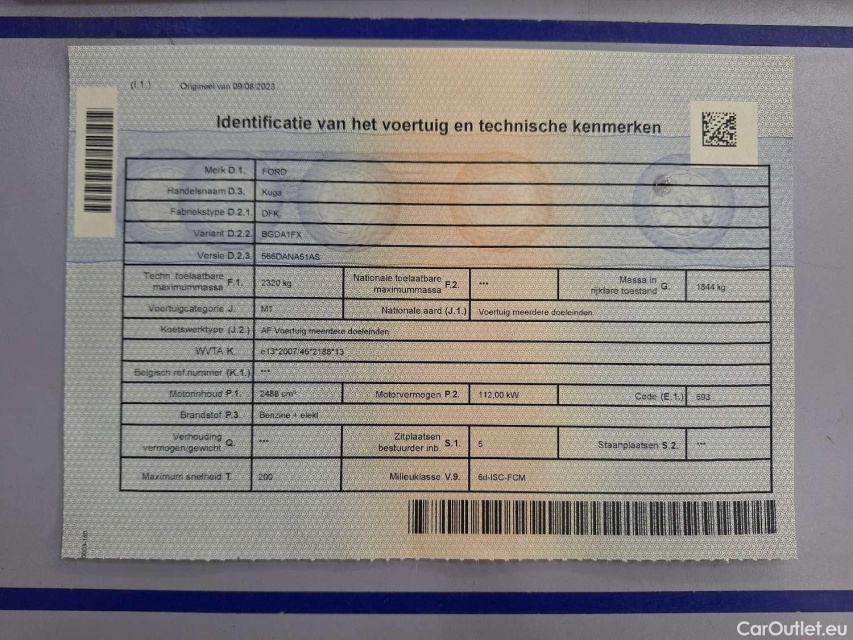 (I.1.) Origineel van 09/08/2023
Identificatie van het voertuig en technische kenmerken
Merk D.1. FORD
Handelsnaam D.3. Kuga
Fabriekstype D.2.1. DFK
Variant D.2.2. BGDA1FX
Versie D.2.3. 566DANA51AS
Techn. toelaatbare maximummassa F.1. 2320 kg Nationale toelaatbare maximummassa F.2. *** Massa in rijklare toestand G. 1844 kg
Voertuigcategorie J. M1 Nationale aard (J.1.) Voertuig meerdere doeleinden
Koetswerktype (J.2.) AF Voertuig meerdere doeleinden
WVTA K. e13*2007/46*2188*13
Belgisch ref.nummer (K.1.) ***
Motorinhoud P.1. 2488 cm³ Motorvermogen P.2. 112,00 kW Code (E.1.) 693
Brandstof P.3. Benzine + elekt
Verhouding vermogen/gewicht Q. *** Zitplaatsen bestuurder inb. S.1. 5 Staanplaatsen S.2. ***
Maximum snelheid T. 200 Milieuklasse V.9. 6d-ISC-FCM
CarOutlet.eu